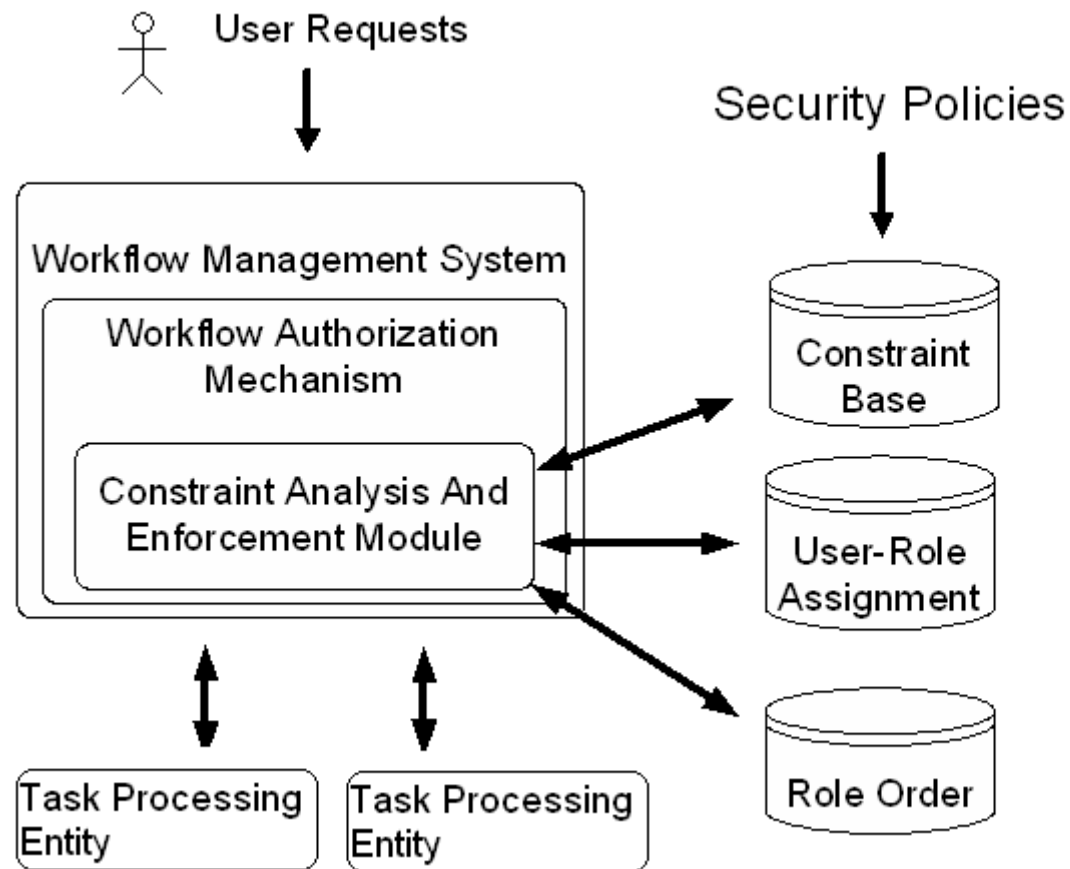 User Requests
Security Policies
Workflow Management System
Workflow Authorization
Mechanism
Constraint Analysis And
Enforcement Module
Constraint
Base
User-Role
Assignment
Role Order
Task Processing
Entity
Task Processing
Entity